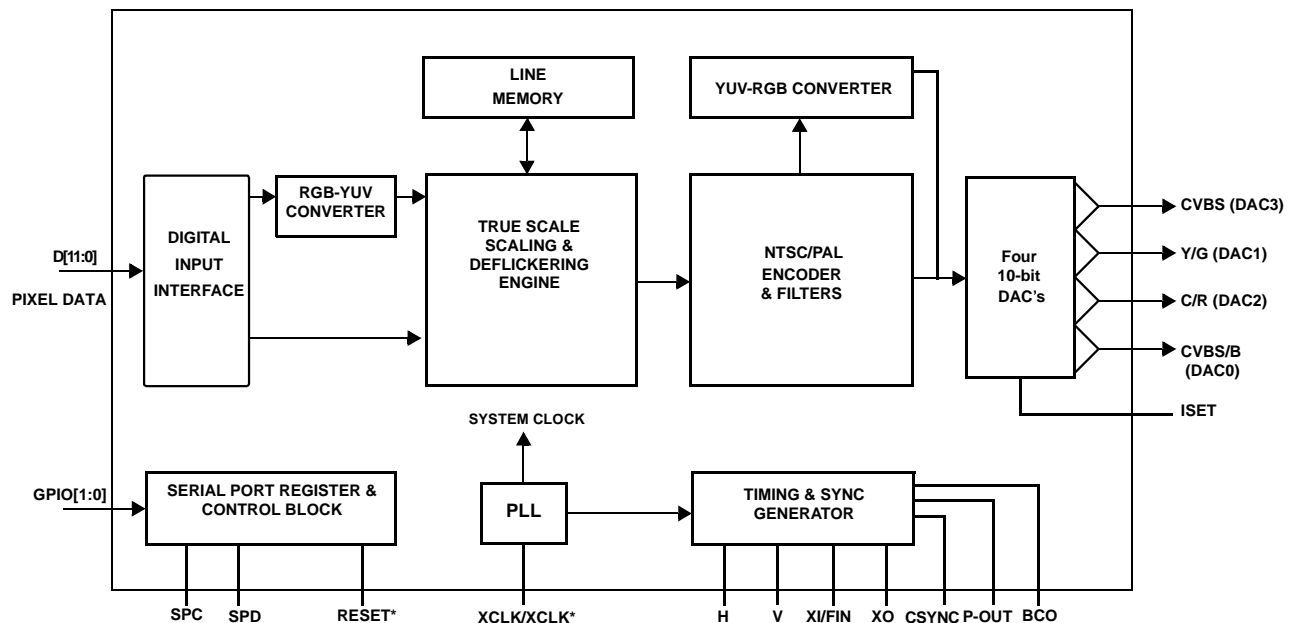 LINE
MEMORY
YUV-RGB CONVERTER
D[11:0]
PIXEL DATA
DIGITAL
INPUT
INTERFACE
RGB-YUV
CONVERTER
TRUE SCALE
SCALING &
DEFLICKERING
ENGINE
NTSC/PAL
ENCODER
& FILTERS
Four
10-bit
DAC's
CVBS (DAC3)
Y/G (DAC1)
C/R (DAC2)
CVBS/B
(DAC0)
ISET
SYSTEM CLOCK
GPIO[1:0]
SERIAL PORT REGISTER &
CONTROL BLOCK
PLL
TIMING & SYNC
GENERATOR
SPC
SPD
RESET*
XCLK/XCLK*
H
V
XI/FIN
XO
CSYNC
P-OUT
BCO